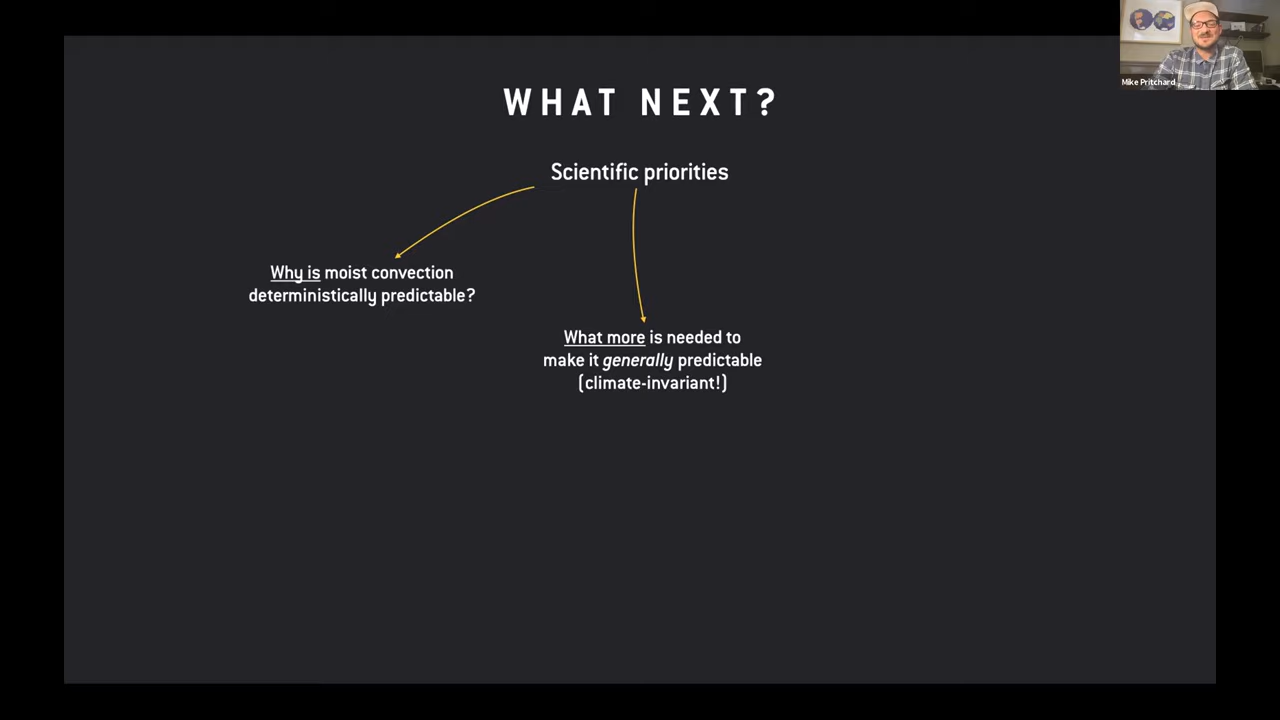 Mike Pritchard
WHAT NEXT?
Scientific priorities
Why is moist convection
deterministically predictable?
What more is needed to
make it generally predictable
(climate-invariant!)